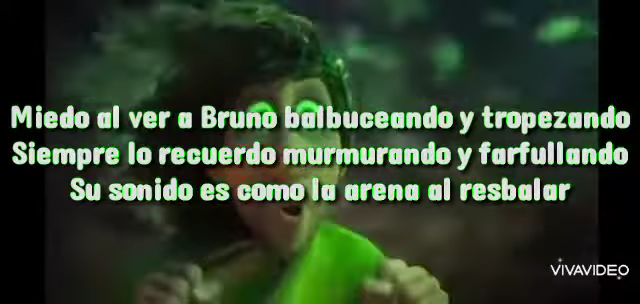 Miedo al ver a Bruno balbuceando y tropezando
Siempre lo recuerdo murmurando y farfullando
Su sonido es como la arena al resbalar
VIVAVIDEO